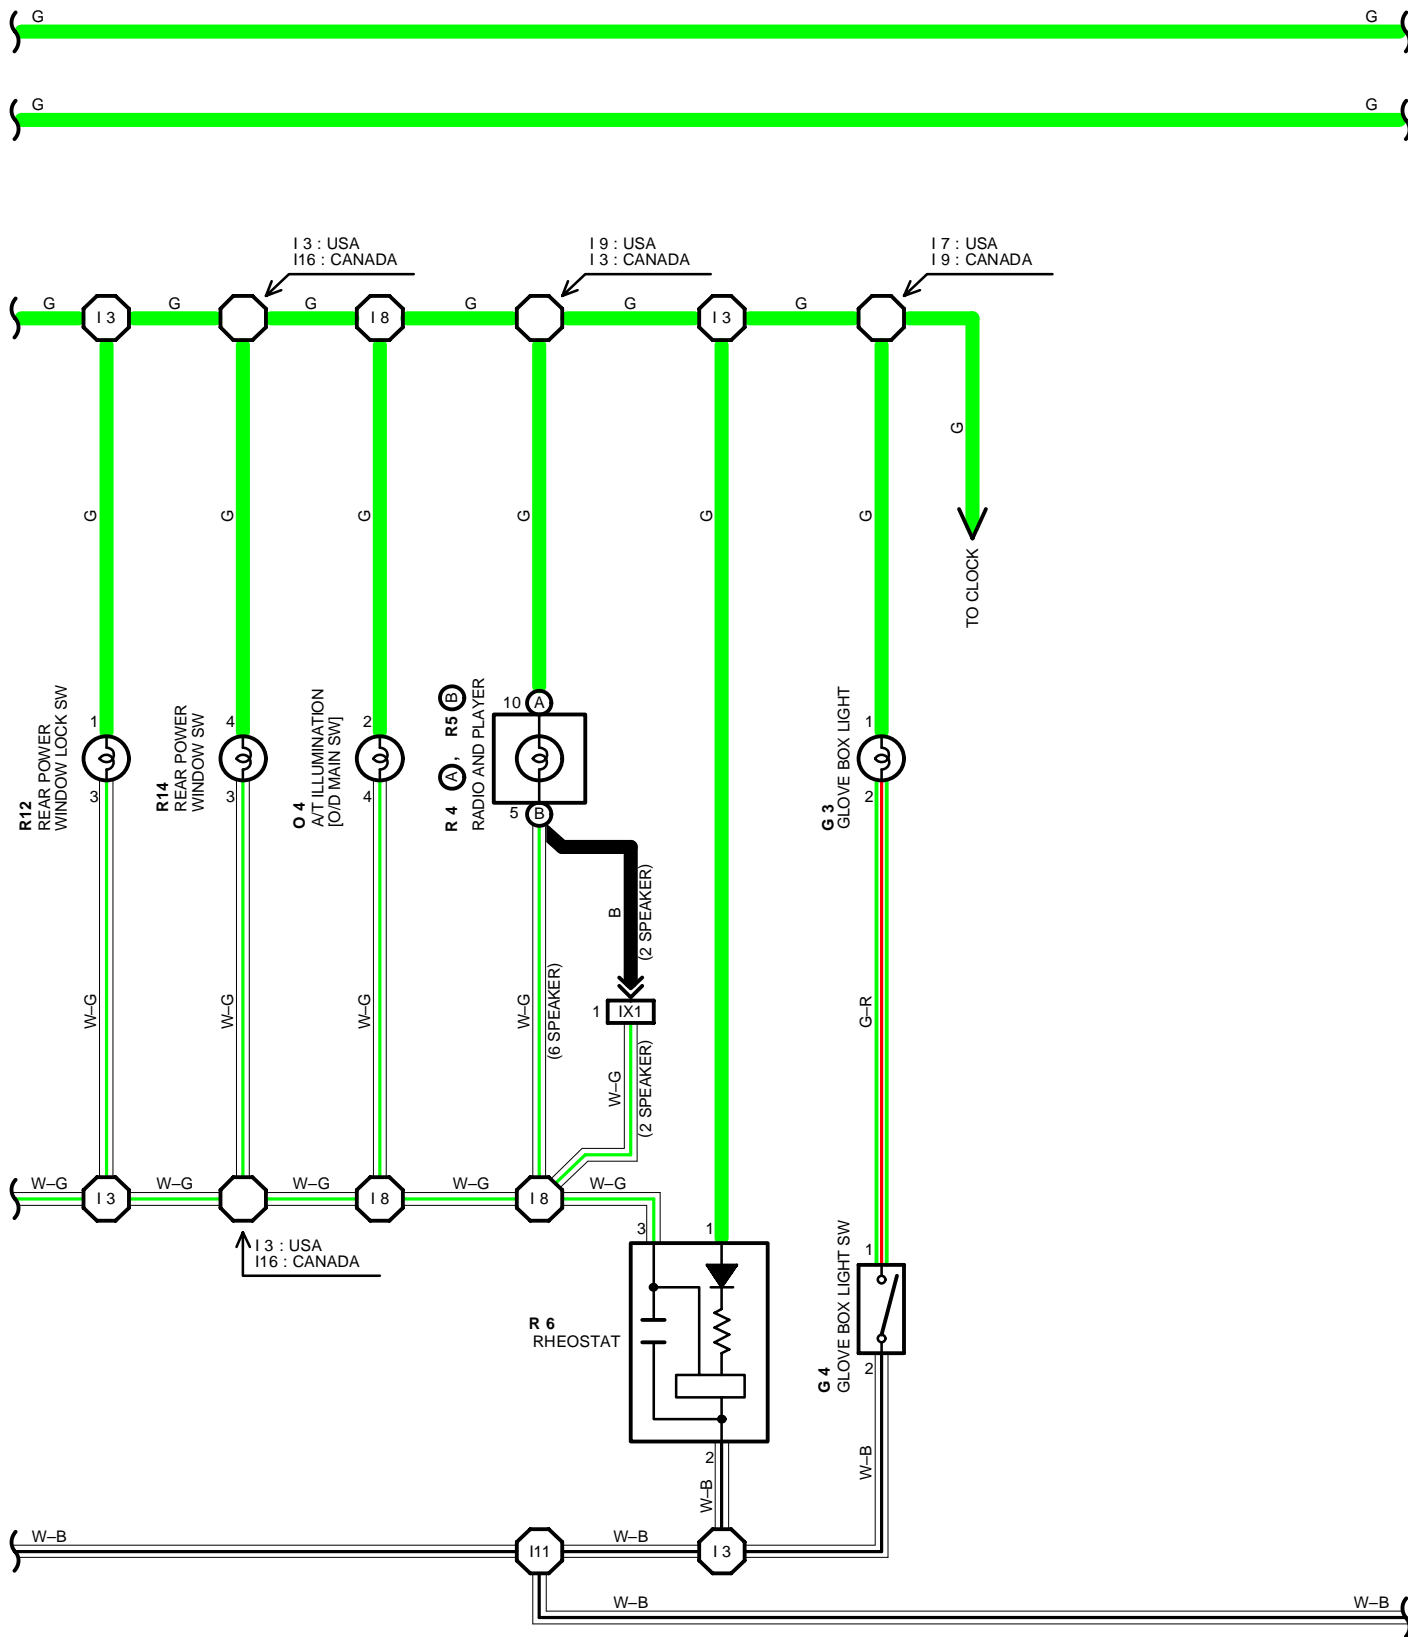 G G
G G
I 3 : USA
I16 : CANADA
I 9 : USA
I 3 : CANADA
I 7 : USA
I 9 : CANADA
G G G G G G
I 3 I 8 I 3
G
G G G G G G
TO CLOCK
R12
REAR POWER
WINDOW LOCK SW
1
3
R14
REAR POWER
WINDOW SW
4
3
O 4
A/T ILLUMINATION
[O/D MAIN SW]
2
4
R 4 A , R5 B
RADIO AND PLAYER
10 A
5 B
G 3
GLOVE BOX LIGHT
1
2
B
(2 SPEAKER)
1 IX1
W–G W–G W–G W–G
(6 SPEAKER)
W–G
(2 SPEAKER)
G–R
W–G W–G W–G W–G W–G
I 3 I 8 I 8
I 3 : USA
I16 : CANADA
3 1
R 6
RHEOSTAT
2
W–B
1
G 4
GLOVE BOX LIGHT SW
2
W–B
W–B W–B
I11 I 3
W–B W–B